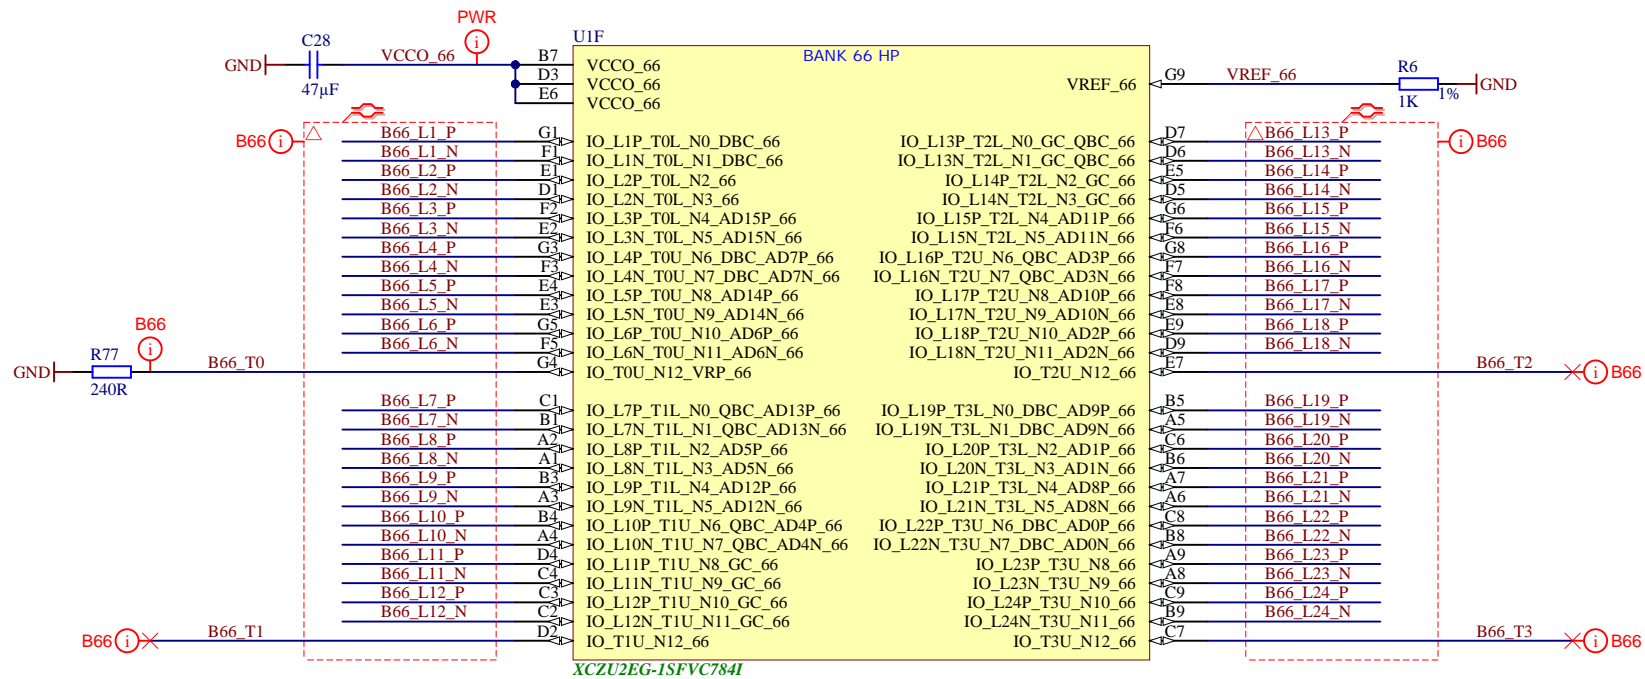 PWR
C28
U1F
BANK 66 HP
GND VCCO_66 B7 VCCO_66
47µF
D3 VCCO_66
E6 VCCO_66
VREF_66 G9 VREF_66 R6 GND
1K 1%
B66 B66_L1_P G1 IO_L1P_T0L_N0_DBC_66 IO_L13P_T2L_N0_GC_QBC_66 D7 B66_L13_P B66
B66_L1_N F1 IO_L1N_T0L_N1_DBC_66 IO_L13N_T2L_N1_GC_QBC_66 D6 B66_L13_N
B66_L2_P E1 IO_L2P_T0L_N2_66 IO_L14P_T2L_N2_GC_66 E5 B66_L14_P
B66_L2_N D1 IO_L2N_T0L_N3_66 IO_L14N_T2L_N3_GC_66 D5 B66_L14_N
B66_L3_P F2 IO_L3P_T0L_N4_AD15P_66 IO_L15P_T2L_N4_AD11P_66 G6 B66_L15_P
B66_L3_N E2 IO_L3N_T0L_N5_AD15N_66 IO_L15N_T2L_N5_AD11N_66 F6 B66_L15_N
B66_L4_P G3 IO_L4P_T0U_N6_DBC_AD7P_66 IO_L16P_T2U_N6_QBC_AD3P_66 G8 B66_L16_P
B66_L4_N F3 IO_L4N_T0U_N7_DBC_AD7N_66 IO_L16N_T2U_N7_QBC_AD3N_66 F7 B66_L16_N
B66_L5_P E4 IO_L5P_T0U_N8_AD14P_66 IO_L17P_T2U_N8_AD10P_66 F8 B66_L17_P
B66_L5_N E3 IO_L5N_T0U_N9_AD14N_66 IO_L17N_T2U_N9_AD10N_66 E8 B66_L17_N
B66_L6_P G5 IO_L6P_T0U_N10_AD6P_66 IO_L18P_T2U_N10_AD2P_66 E9 B66_L18_P
B66_L6_N F5 IO_L6N_T0U_N11_AD6N_66 IO_L18N_T2U_N11_AD2N_66 D9 B66_L18_N
B66
R77
GND B66_T0 G4 IO_T0U_N12_VRP_66 IO_T2U_N12_66 E7 B66_T2 B66
240R
B66_L7_P C1 IO_L7P_T1L_N0_QBC_AD13P_66 IO_L19P_T3L_N0_DBC_AD9P_66 B5 B66_L19_P
B66_L7_N B1 IO_L7N_T1L_N1_QBC_AD13N_66 IO_L19N_T3L_N1_DBC_AD9N_66 A5 B66_L19_N
B66_L8_P A2 IO_L8P_T1L_N2_AD5P_66 IO_L20P_T3L_N2_AD1P_66 C6 B66_L20_P
B66_L8_N A1 IO_L8N_T1L_N3_AD5N_66 IO_L20N_T3L_N3_AD1N_66 B6 B66_L20_N
B66_L9_P B3 IO_L9P_T1L_N4_AD12P_66 IO_L21P_T3L_N4_AD8P_66 A7 B66_L21_P
B66_L9_N A3 IO_L9N_T1L_N5_AD12N_66 IO_L21N_T3L_N5_AD8N_66 A6 B66_L21_N
B66_L10_P B4 IO_L10P_T1U_N6_QBC_AD4P_66 IO_L22P_T3U_N6_DBC_AD0P_66 C8 B66_L22_P
B66_L10_N A4 IO_L10N_T1U_N7_QBC_AD4N_66 IO_L22N_T3U_N7_DBC_AD0N_66 B8 B66_L22_N
B66_L11_P D4 IO_L11P_T1U_N8_GC_66 IO_L23P_T3U_N8_66 A9 B66_L23_P
B66_L11_N C4 IO_L11N_T1U_N9_GC_66 IO_L23N_T3U_N9_66 A8 B66_L23_N
B66_L12_P C3 IO_L12P_T1U_N10_GC_66 IO_L24P_T3U_N10_66 C9 B66_L24_P
B66_L12_N C2 IO_L12N_T1U_N11_GC_66 IO_L24N_T3U_N11_66 B9 B66_L24_N
B66 B66_T1 D2 IO_T1U_N12_66 IO_T3U_N12_66 C7 B66_T3 B66
XCZU2EG-1SFVC784I